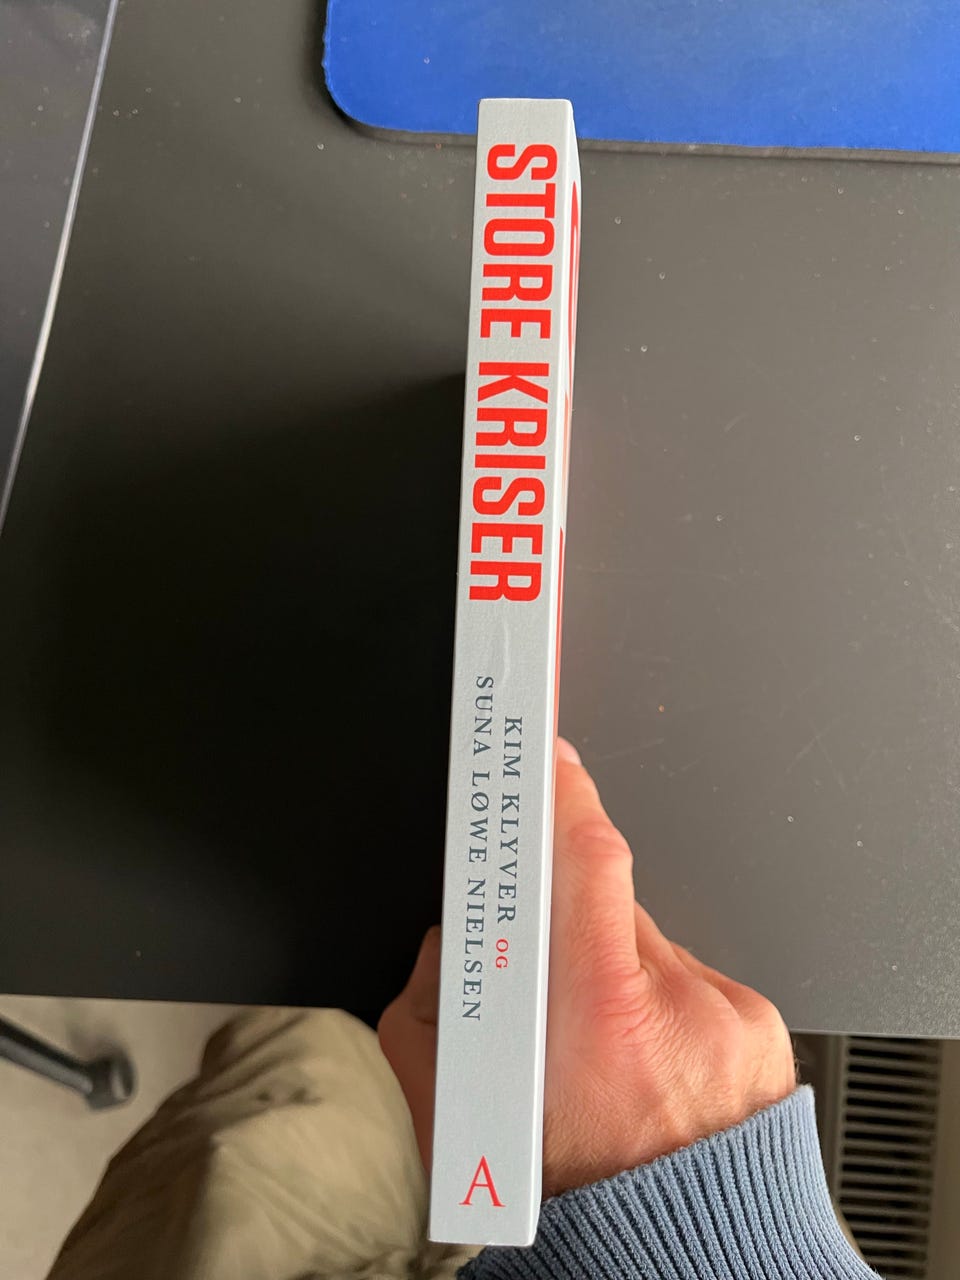 STORE KRISER
KIM KLYVER OG
SUNA LØWE NIELSEN
A